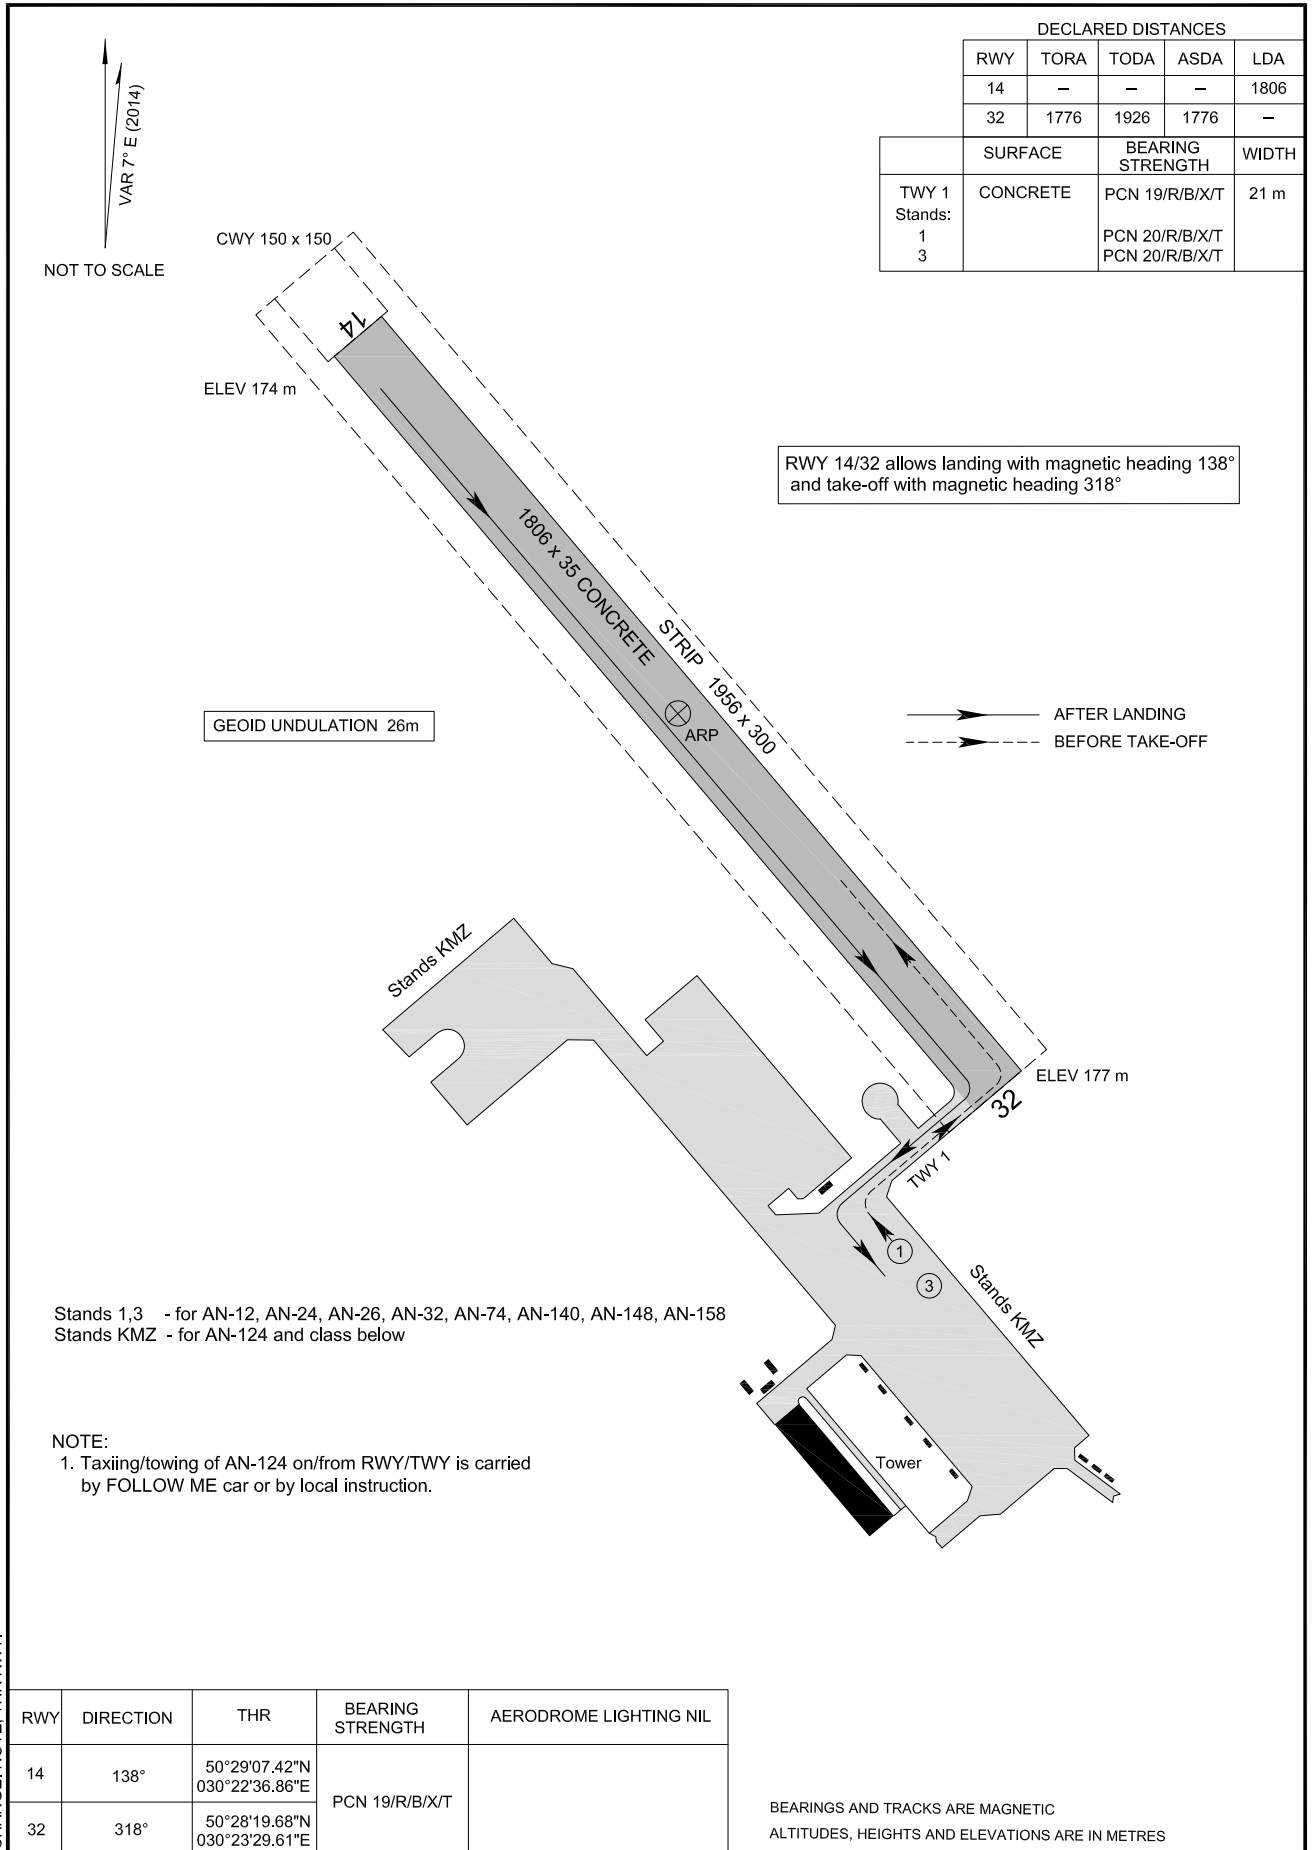 DECLARED DISTANCES
RWY TORA TODA ASDA LDA
14 – – – 1806
32 1776 1926 1776 –
SURFACE BEARING STRENGTH WIDTH
TWY 1 CONCRETE PCN 19/R/B/X/T 21 m
Stands:
1 PCN 20/R/B/X/T
3 PCN 20/R/B/X/T
VAR 7° E (2014)
NOT TO SCALE
CWY 150 x 150
14
ELEV 174 m
RWY 14/32 allows landing with magnetic heading 138°
and take-off with magnetic heading 318°
1806 x 35 CONCRETE
STRIP 1956 x 300
ARP
GEOID UNDULATION 26m
AFTER LANDING
BEFORE TAKE-OFF
Stands KMZ
ELEV 177 m
32
TWY 1
1
3
Stands KMZ
Stands 1,3 - for AN-12, AN-24, AN-26, AN-32, AN-74, AN-140, AN-148, AN-158
Stands KMZ - for AN-124 and class below
NOTE:
1. Taxiing/towing of AN-124 on/from RWY/TWY is carried
by FOLLOW ME car or by local instruction.
Tower
RWY DIRECTION THR BEARING STRENGTH AERODROME LIGHTING NIL
14 138° 50°29'07.42"N
030°22'36.86"E
PCN 19/R/B/X/T
32 318° 50°28'19.68"N
030°23'29.61"E
BEARINGS AND TRACKS ARE MAGNETIC
ALTITUDES, HEIGHTS AND ELEVATIONS ARE IN METRES